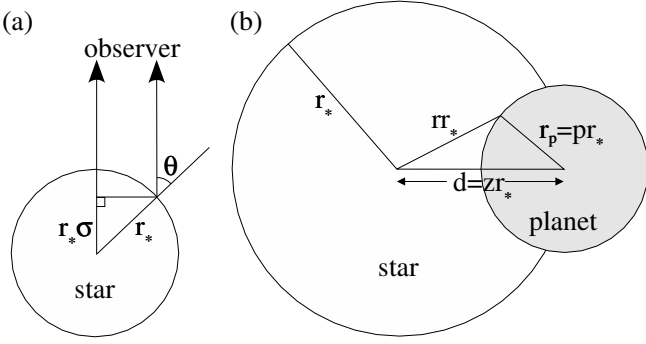 (a)
observer
θ
r*σ
r*
star
(b)
r*
rr*
rₚ=pr*
d=zr*
planet
star